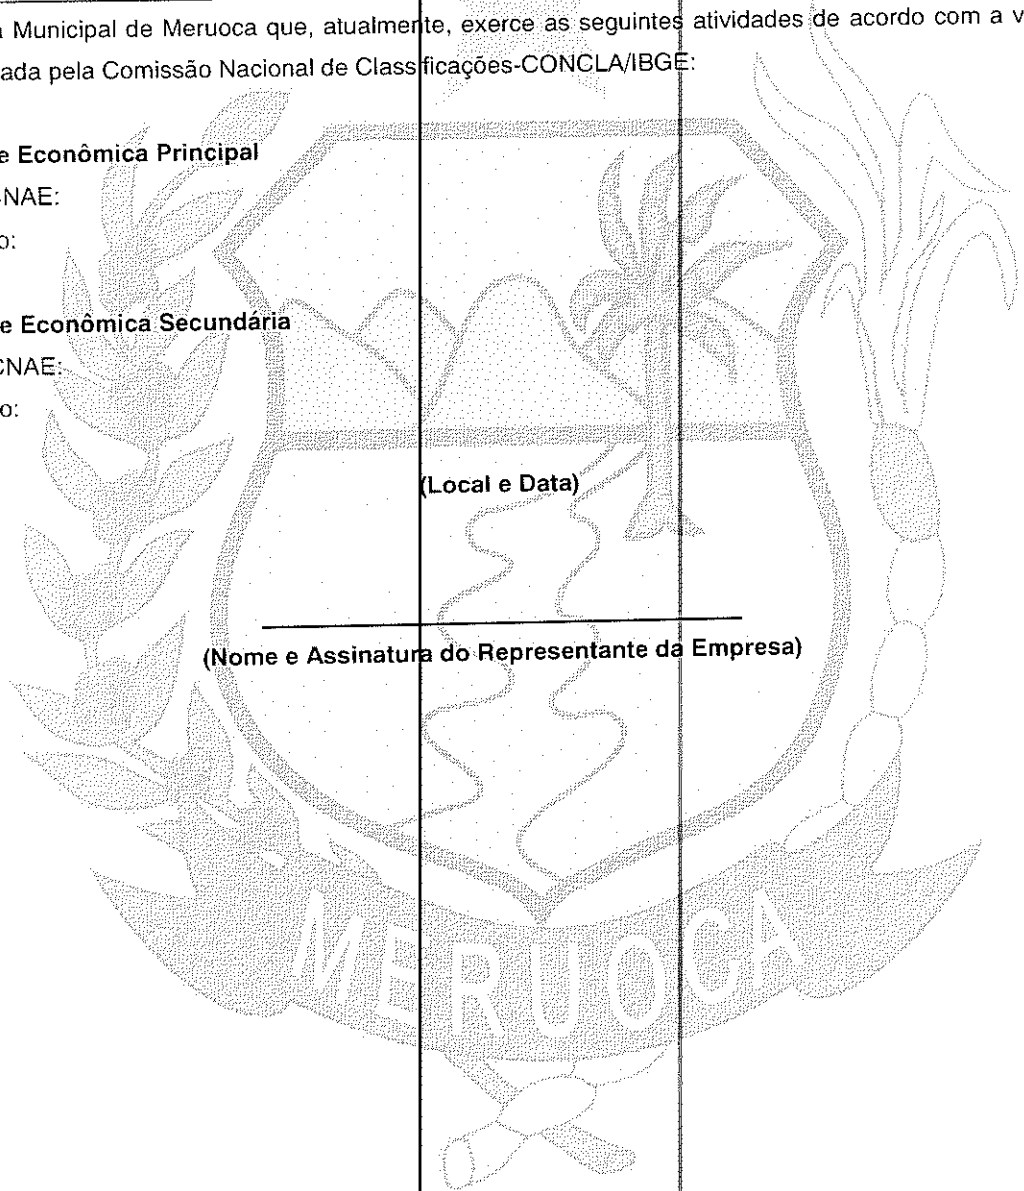 Municipal de Meruoca que, atualmente, exerce as seguintes atividades de acordo com a v
ada pela Comissão Nacional de Classificações-CONCLA/IBGE:
e Econômica Principal
NAE:
o:
e Econômica Secundária
CNAE:
o:
(Local e Data)
(Nome e Assinatura do Representante da Empresa)
MERUOCA